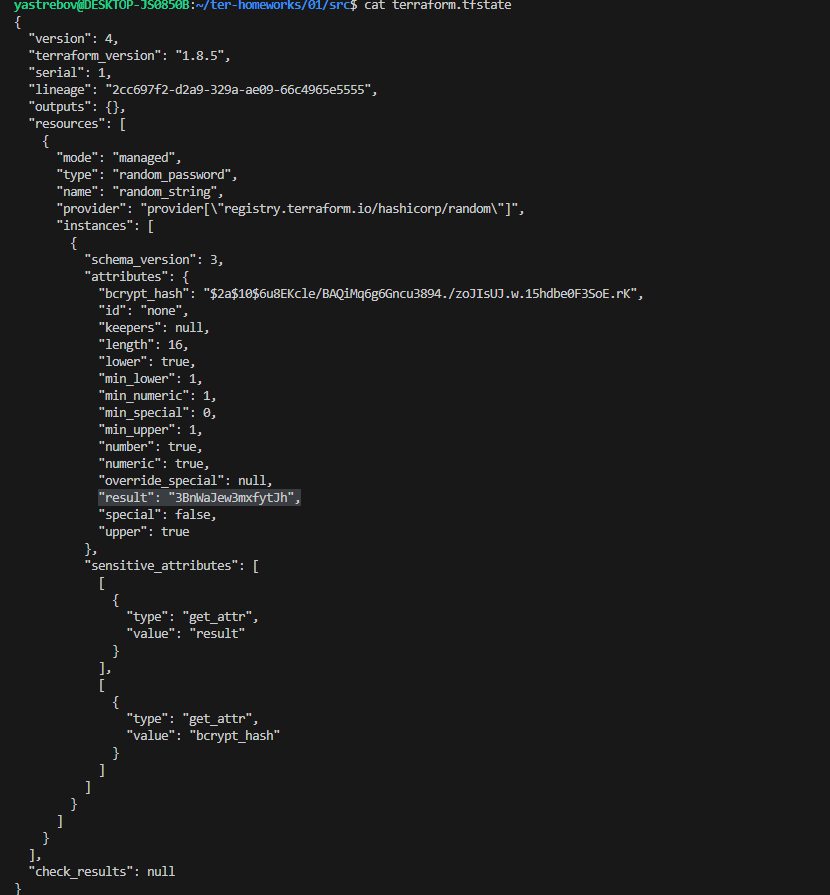 yastrebov@DESKTOP-JS0850B:~/ter-homeworks/01/src$ cat terraform.tfstate
{
  "version": 4,
  "terraform_version": "1.8.5",
  "serial": 1,
  "lineage": "2cc697f2-d2a9-329a-ae09-66c4965e5555",
  "outputs": {},
  "resources": [
    {
      "mode": "managed",
      "type": "random_password",
      "name": "random_string",
      "provider": "provider[\"registry.terraform.io/hashicorp/random\"]",
      "instances": [
        {
          "schema_version": 3,
          "attributes": {
            "bcrypt_hash": "$2a$10$6u8EKcle/BAQiMq6g6Gncu3894./zoJIsUJ.w.15hdbe0F3SoE.rK",
            "id": "none",
            "keepers": null,
            "length": 16,
            "lower": true,
            "min_lower": 1,
            "min_numeric": 1,
            "min_special": 0,
            "min_upper": 1,
            "number": true,
            "numeric": true,
            "override_special": null,
            "result": "3BnWaJew3mxfytJh",
            "special": false,
            "upper": true
          },
          "sensitive_attributes": [
            [
              {
                "type": "get_attr",
                "value": "result"
              }
            ],
            [
              {
                "type": "get_attr",
                "value": "bcrypt_hash"
              }
            ]
          ]
        }
      ]
    }
  ],
  "check_results": null
}